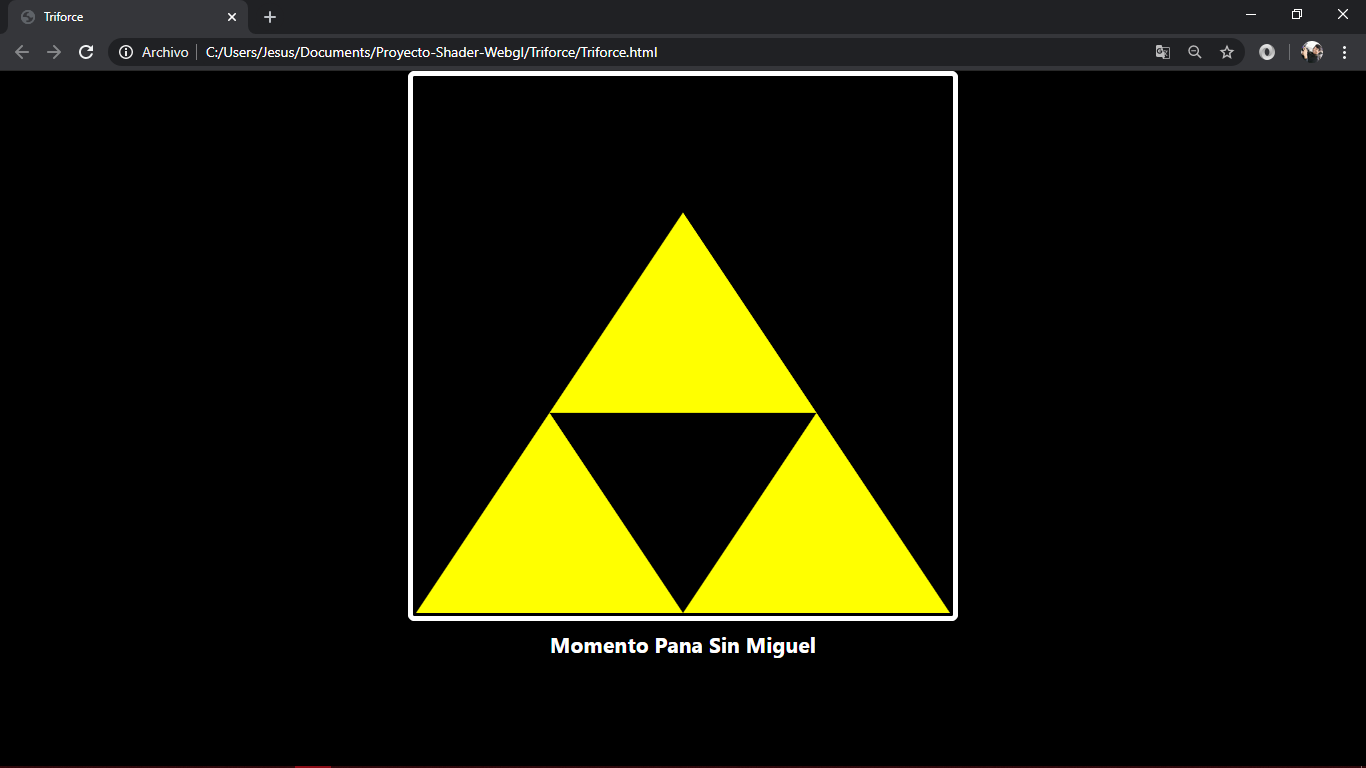 Triforce
Archivo C:/Users/Jesus/Documents/Proyecto-Shader-Webgl/Triforce/Triforce.html
Momento Pana Sin Miguel